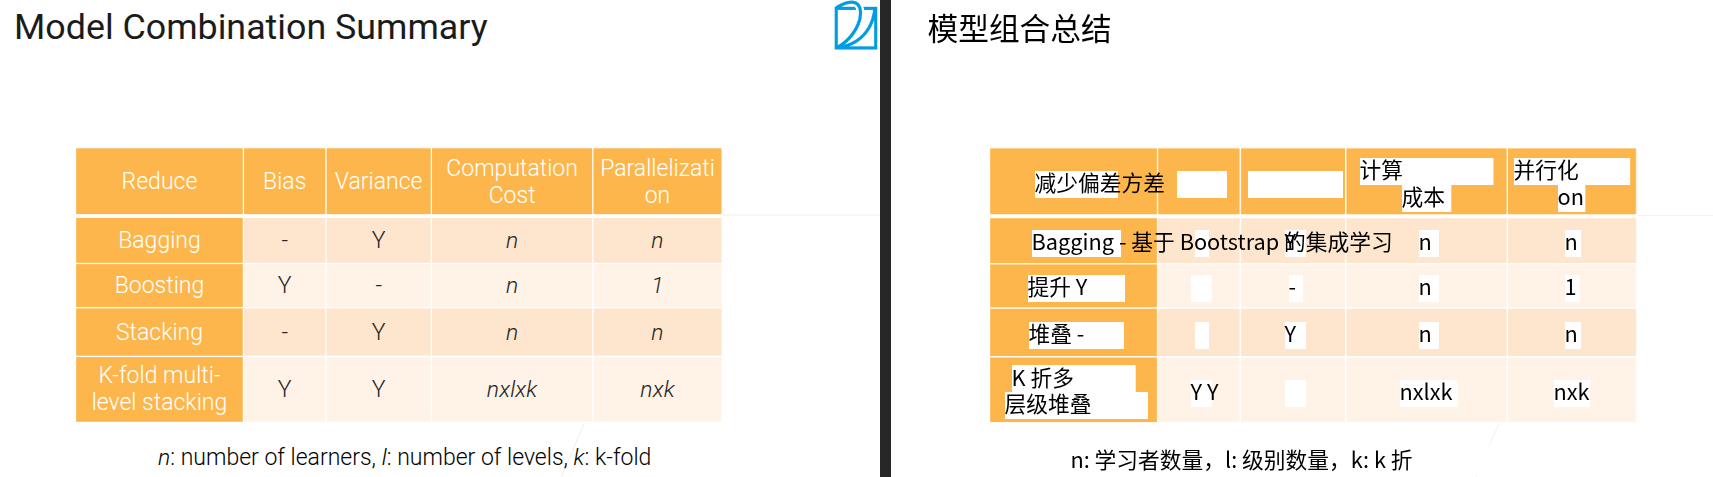 Model Combination Summary
Reduce Bias Variance Computation Cost Parallelizati on
Bagging - Y n n
Boosting Y - n 1
Stacking - Y n n
K-fold multi-level stacking Y Y nxlxk nxk
n: number of learners, l: number of levels, k: k-fold
模型组合总结
减少偏差方差 计算 成本 并行化 on
Bagging - 基于 Bootstrap 的集成学习 n n
提升 Y - n 1
堆叠 - Y n n
K 折多 层级堆叠 Y Y nxlxk nxk
n: 学习者数量，l: 级别数量，k: k 折